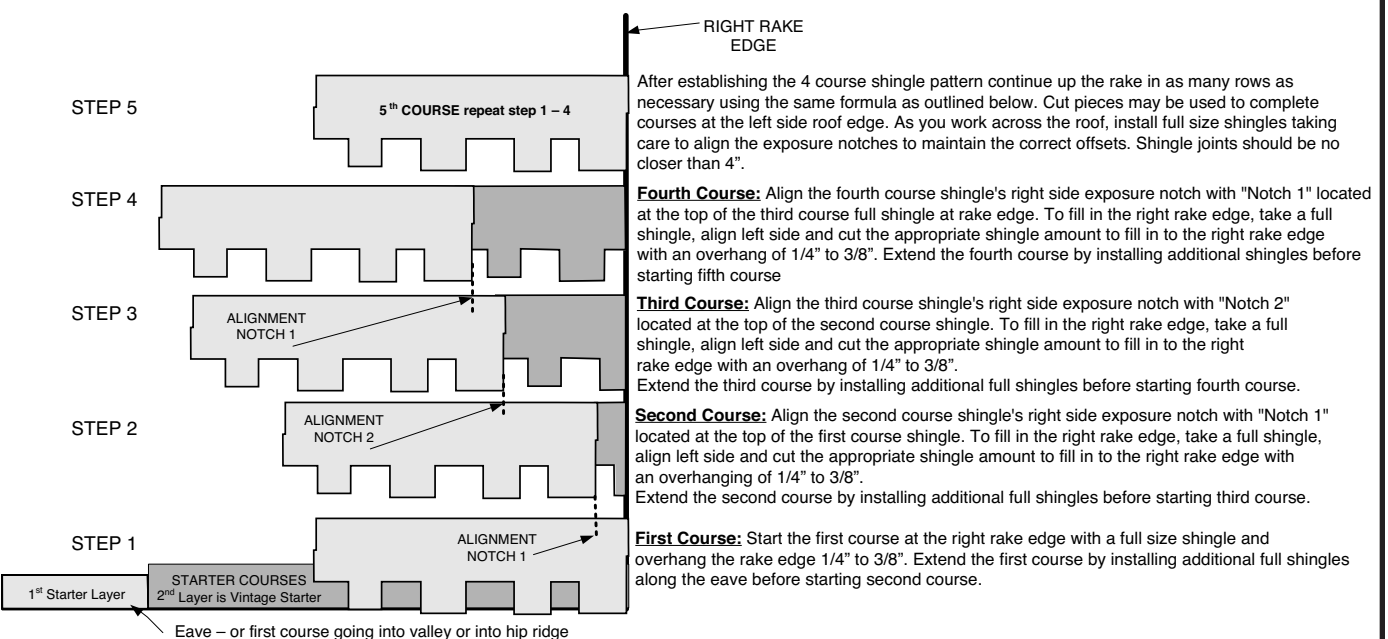 RIGHT RAKE
EDGE
STEP 5
5th COURSE repeat step 1 – 4
After establishing the 4 course shingle pattern continue up the rake in as many rows as
necessary using the same formula as outlined below. Cut pieces may be used to complete
courses at the left side roof edge. As you work across the roof, install full size shingles taking
care to align the exposure notches to maintain the correct offsets. Shingle joints should be no
closer than 4”.
STEP 4
Fourth Course: Align the fourth course shingle's right side exposure notch with "Notch 1" located
at the top of the third course full shingle at rake edge. To fill in the right rake edge, take a full
shingle, align left side and cut the appropriate shingle amount to fill in to the right rake edge
with an overhang of 1/4” to 3/8”. Extend the fourth course by installing additional shingles before
starting fifth course
STEP 3
ALIGNMENT
NOTCH 1
Third Course: Align the third course shingle's right side exposure notch with "Notch 2"
located at the top of the second course shingle. To fill in the right rake edge, take a full
shingle, align left side and cut the appropriate shingle amount to fill in to the right
rake edge with an overhang of 1/4” to 3/8”.
Extend the third course by installing additional full shingles before starting fourth course.
STEP 2
ALIGNMENT
NOTCH 2
Second Course: Align the second course shingle's right side exposure notch with "Notch 1"
located at the top of the first course shingle. To fill in the right rake edge, take a full shingle,
align left side and cut the appropriate shingle amount to fill in to the right rake edge with
an overhanging of 1/4” to 3/8”.
Extend the second course by installing additional full shingles before starting third course.
STEP 1
ALIGNMENT
NOTCH 1
First Course: Start the first course at the right rake edge with a full size shingle and
overhang the rake edge 1/4” to 3/8”. Extend the first course by installing additional full shingles
along the eave before starting second course.
STARTER COURSES
1st Starter Layer
2nd Layer is Vintage Starter
Eave – or first course going into valley or into hip ridge